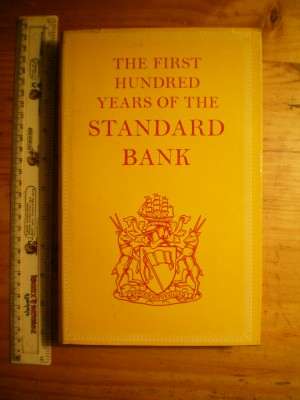 THE FIRST
HUNDRED
YEARS OF THE
STANDARD
BANK